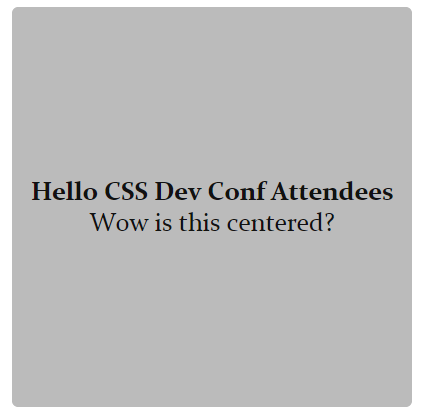 Hello CSS Dev Conf Attendees
Wow is this centered?